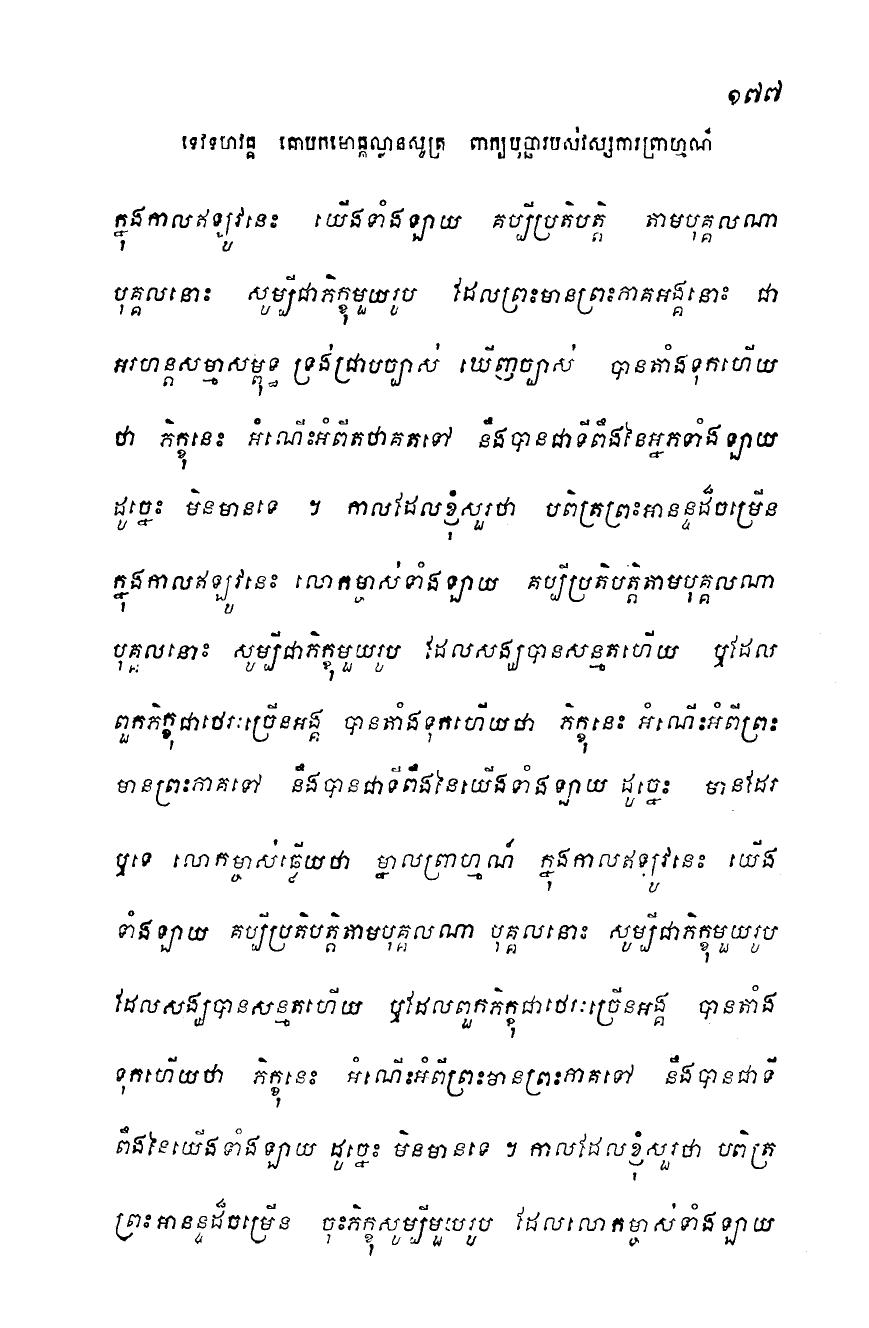 ១៧៧
ទេវទហវគ្គ គោបកមោគ្គល្លានសូត្រ ពាក្យបុច្ឆារបស់វស្សការព្រាហ្មណ៍
ក្នុងកាលឥឡូវនេះ យើងទាំងឡាយ គប្បីប្រតិបត្តិ តាមបុគ្គលណា
បុគ្គលនោះ សូម្បីជាភិក្ខុមួយរូប ដែលព្រះមានព្រះភាគអង្គនោះ ជា
អរហន្តសម្មាសម្ពុទ្ធ ទ្រង់ជ្រាបច្បាស់ ឃើញច្បាស់ បានតាំងទុកហើយ
ថា ភិក្ខុនេះ អំណើះអំពីតថាគតទៅ នឹងបានជាទីពឹងនៃអ្នកទាំងឡាយ
ដូច្នេះ មិនមានទេ ។ កាលដែលខ្ញុំសួរថា បពិត្រព្រះអានន្ទដ៏ចម្រើន
ក្នុងកាលឥឡូវនេះ លោកម្ចាស់ទាំងឡាយ គប្បីប្រតិបត្តិតាមបុគ្គលណា
បុគ្គលនោះ សូម្បីជាភិក្ខុមួយរូប ដែលសង្ឃបានសន្មតហើយ ឬដែល
ពួកភិក្ខុជាថេរៈច្រើនអង្គ បានតាំងទុកហើយថា ភិក្ខុនេះ អំណើះអំពីព្រះ
មានព្រះភាគទៅ នឹងបានជាទីពឹងនៃយើងទាំងឡាយ ដូច្នេះ មានដែរ
ឬទេ លោកម្ចាស់ធ្វើយថា ម្នាលព្រាហ្មណ៍ ក្នុងកាលឥឡូវនេះ យើង
ទាំងឡាយ គប្បីប្រតិបត្តិតាមបុគ្គលណា បុគ្គលនោះ សូម្បីជាភិក្ខុមួយរូប
ដែលសង្ឃបានសន្មតហើយ ឬដែលពួកភិក្ខុជាថេរៈច្រើនអង្គ បានតាំង
ទុកហើយថា ភិក្ខុនេះ អំណើះអំពីព្រះមានព្រះភាគទៅ នឹងបានជាទី
ពឹងនៃយើងទាំងឡាយ ដូច្នេះ មិនមានទេ ។ កាលដែលខ្ញុំសួរថា បពិត្រ
ព្រះអានន្ទដ៏ចម្រើន ចុះភិក្ខុសូម្បីមួយរូប ដែលលោកម្ចាស់ទាំងឡាយ